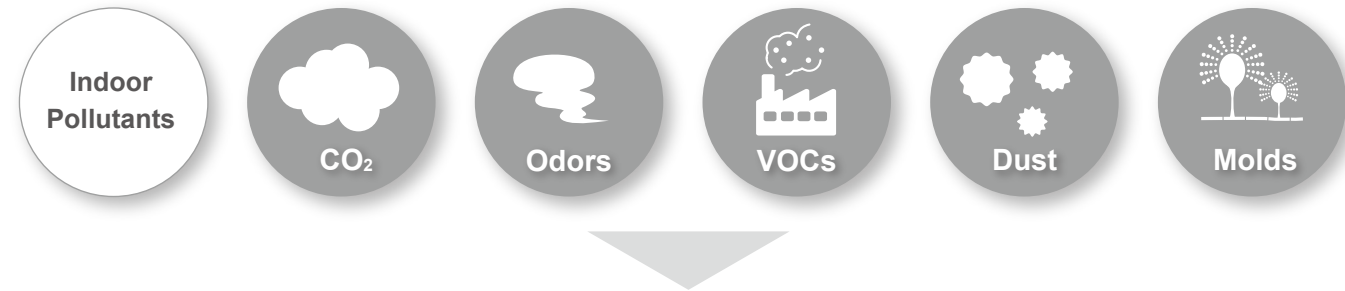 Indoor
Pollutants
CO₂
Odors
VOCs
Dust
Molds